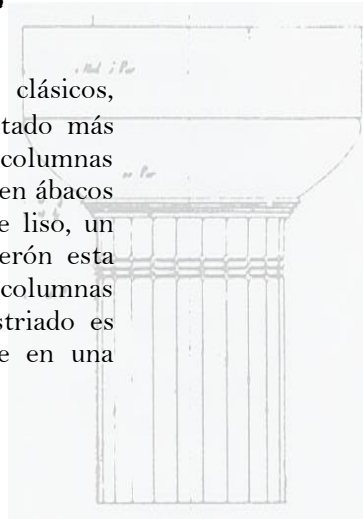 clásicos,
tado más
columnas
en ábacos
e liso, un
erón esta
columnas
striado es
e en una